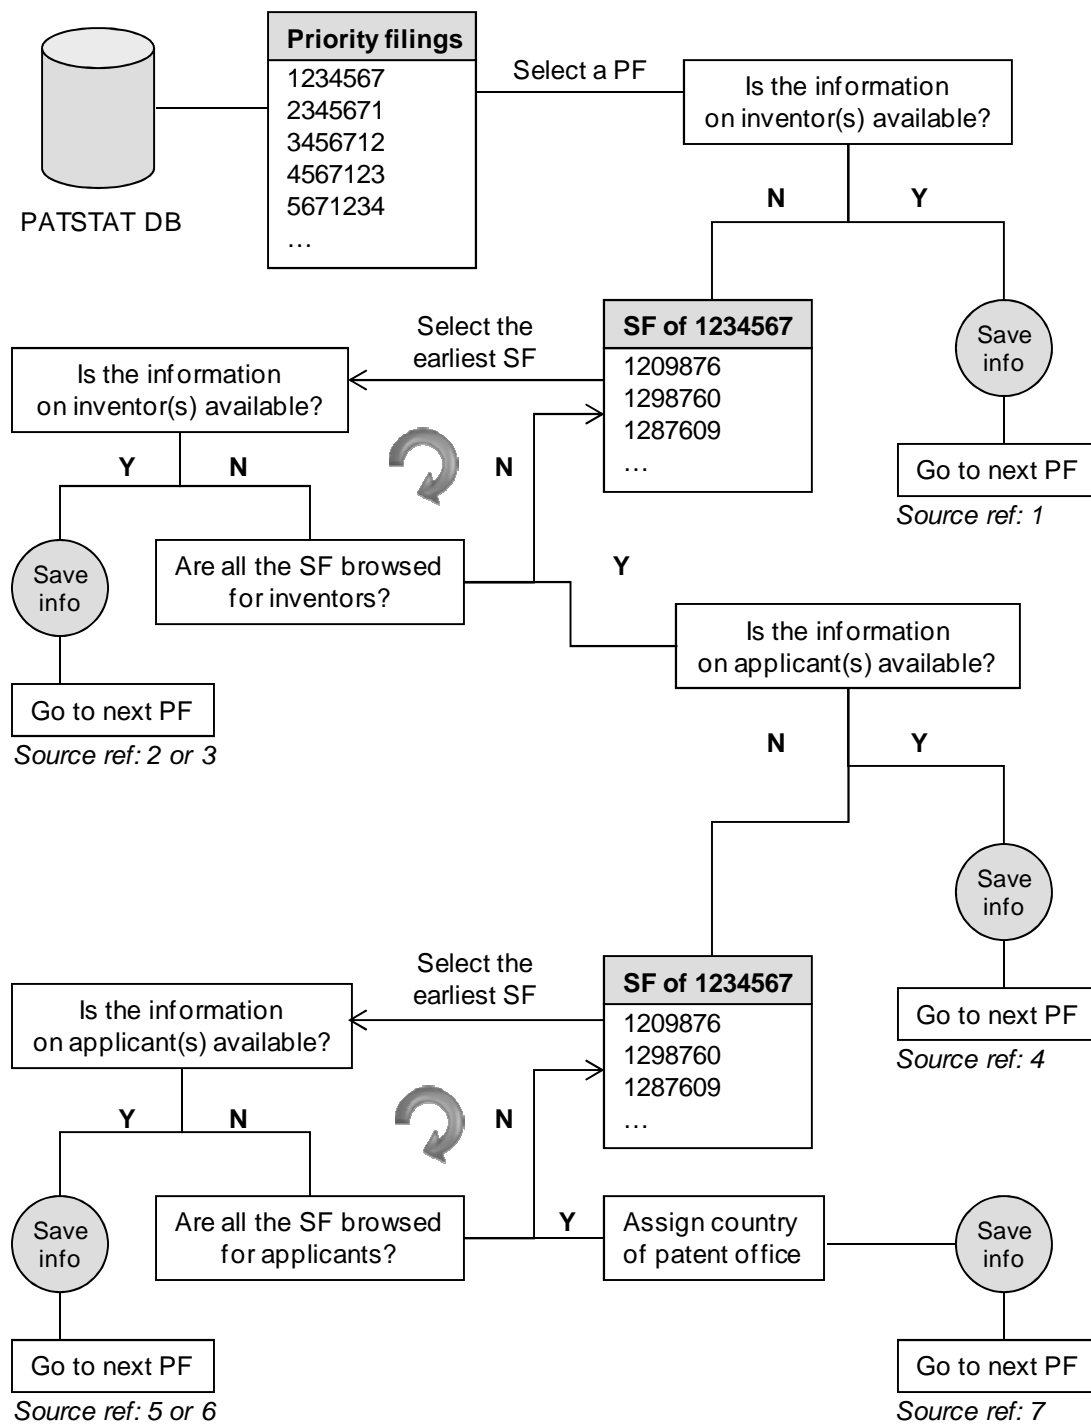 Priority filings
1234567
2345671
3456712
4567123
5671234
…
PATSTAT DB
Select a PF
Is the information
on inventor(s) available?
N
Y
Save
info
Go to next PF
Source ref: 1
SF of 1234567
1209876
1298760
1287609
…
Select the
earliest SF
Is the information
on inventor(s) available?
Y
N
N
Save
info
Go to next PF
Source ref: 2 or 3
Are all the SF browsed
for inventors?
Y
Is the information
on applicant(s) available?
N
Y
Save
info
Go to next PF
Source ref: 4
SF of 1234567
1209876
1298760
1287609
…
Select the
earliest SF
Is the information
on applicant(s) available?
Y
N
N
Save
info
Go to next PF
Source ref: 5 or 6
Are all the SF browsed
for applicants?
Y
Assign country
of patent office
Save
info
Go to next PF
Source ref: 7